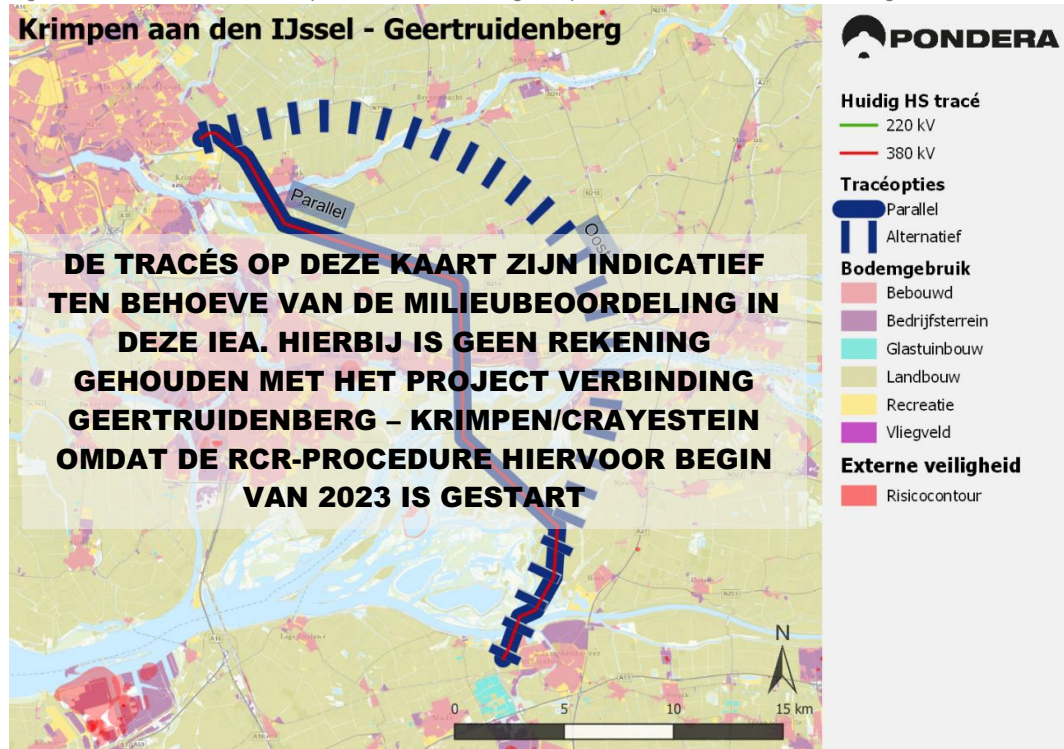 Krimpen aan den IJssel - Geertruidenberg
Parallel
DE TRACÉS OP DEZE KAART ZIJN INDICATIEF
TEN BEHOEVE VAN DE MILIEUBEOORDELING IN
DEZE IEA. HIERBIJ IS GEEN REKENING
GEHOUDEN MET HET PROJECT VERBINDING
GEERTRUIDENBERG – KRIMPEN/CRAYESTEIN
OMDAT DE RCR-PROCEDURE HIERVOOR BEGIN
VAN 2023 IS GESTART
N
0 5 10 15 km
PONDERA
Huidig HS tracé
220 kV
380 kV
Tracéopties
Parallel
Alternatief
Bodemgebruik
Bebouwd
Bedrijfsterrein
Glastuinbouw
Landbouw
Recreatie
Vliegveld
Externe veiligheid
Risicocontour